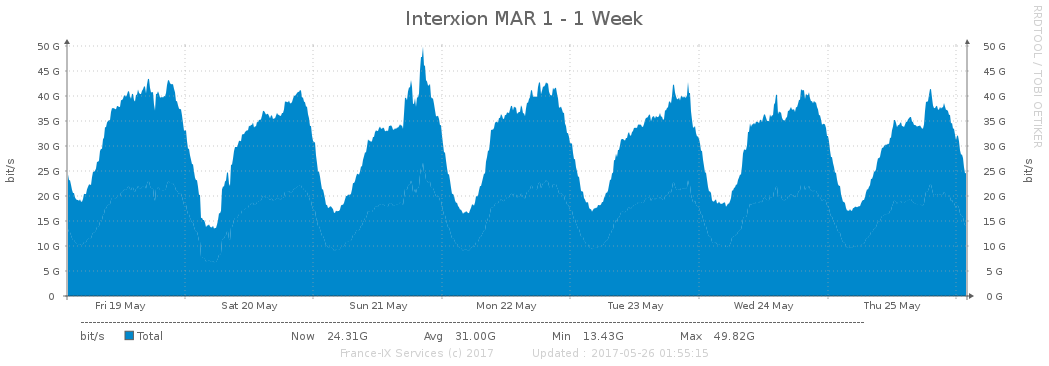 Interxion MAR 1 - 1 Week
RRDTOOL / TOBI OETIKER
bit/s
50 G 50 G
45 G 45 G
40 G 40 G
35 G 35 G
30 G 30 G
25 G 25 G
20 G 20 G
15 G 15 G
10 G 10 G
5 G 5 G
0 0 G
bit/s
Fri 19 May Sat 20 May Sun 21 May Mon 22 May Tue 23 May Wed 24 May Thu 25 May
bit/s Total Now 24.31G Avg 31.00G Min 13.43G Max 49.82G
France-IX Services (c) 2017 Updated : 2017-05-26 01:55:15